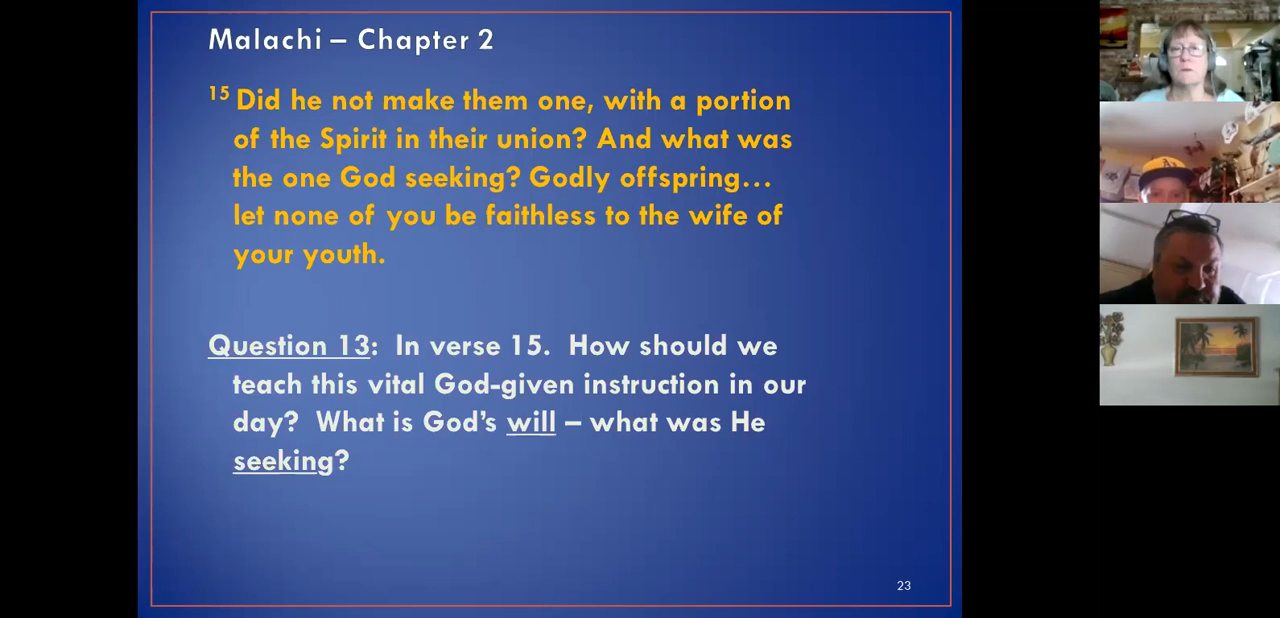 Malachi – Chapter 2
15 Did he not make them one, with a portion
of the Spirit in their union? And what was
the one God seeking? Godly offspring…
let none of you be faithless to the wife of
your youth.
Question 13:  In verse 15.  How should we
teach this vital God-given instruction in our
day?  What is God’s will – what was He
seeking?
23